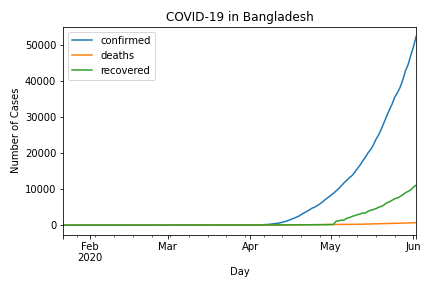 COVID-19 in Bangladesh
confirmed
deaths
recovered
Number of Cases
50000
40000
30000
20000
10000
0
Feb
2020
Mar
Apr
May
Jun
Day